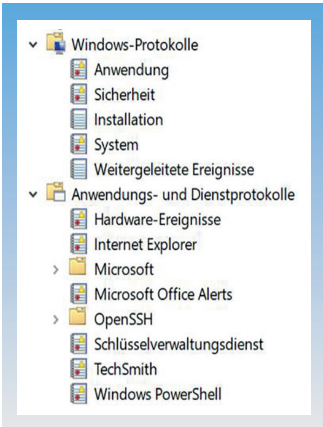 Windows-Protokolle
Anwendung
Sicherheit
Installation
System
Weitergeleitete Ereignisse
Anwendungs- und Dienstprotokolle
Hardware-Ereignisse
Internet Explorer
Microsoft
Microsoft Office Alerts
OpenSSH
Schlüsselverwaltungsdienst
TechSmith
Windows PowerShell